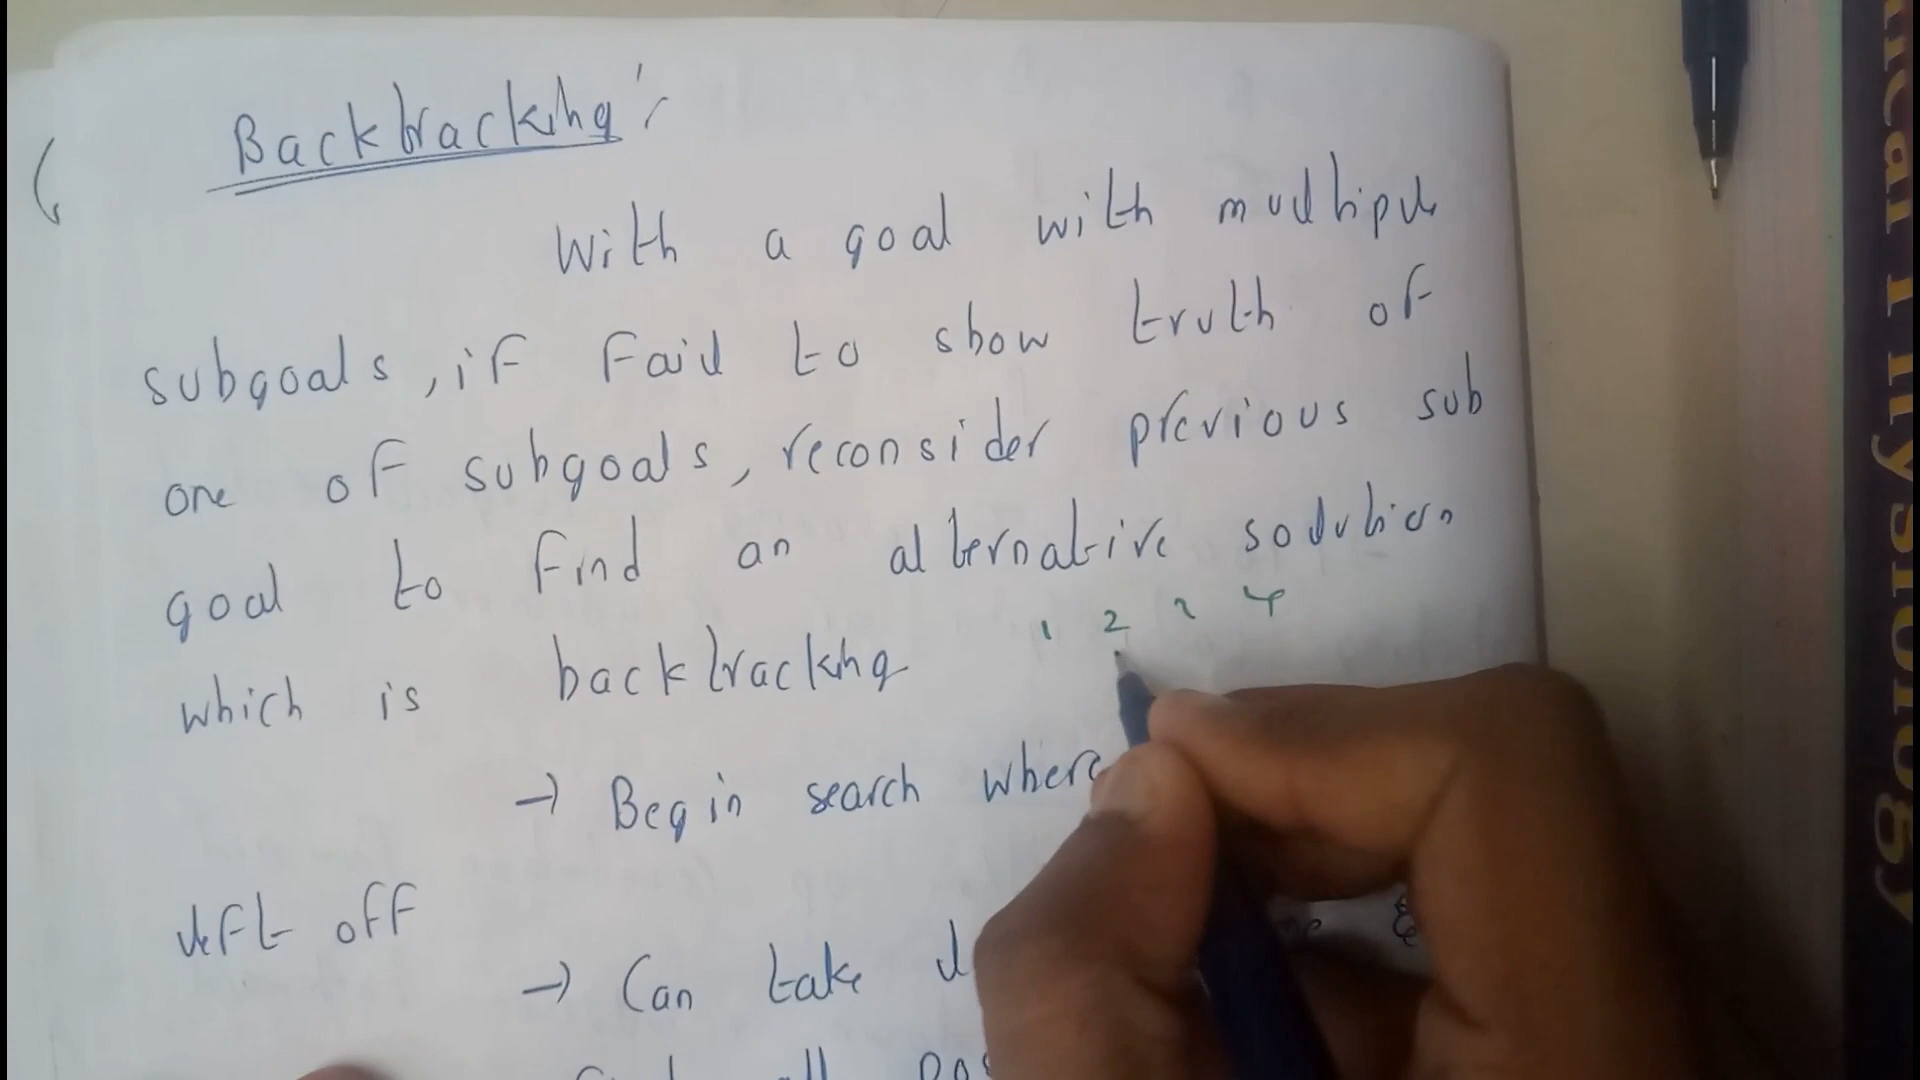 Backtracking:
With a goal with multiple
subgoals, if fail to show truth of
one of subgoals, reconsider previous sub
goal to find an alternative solution
1 2 3 4
which is backtracking
→ Begin search where
left off
→ Can take
all
Physiology